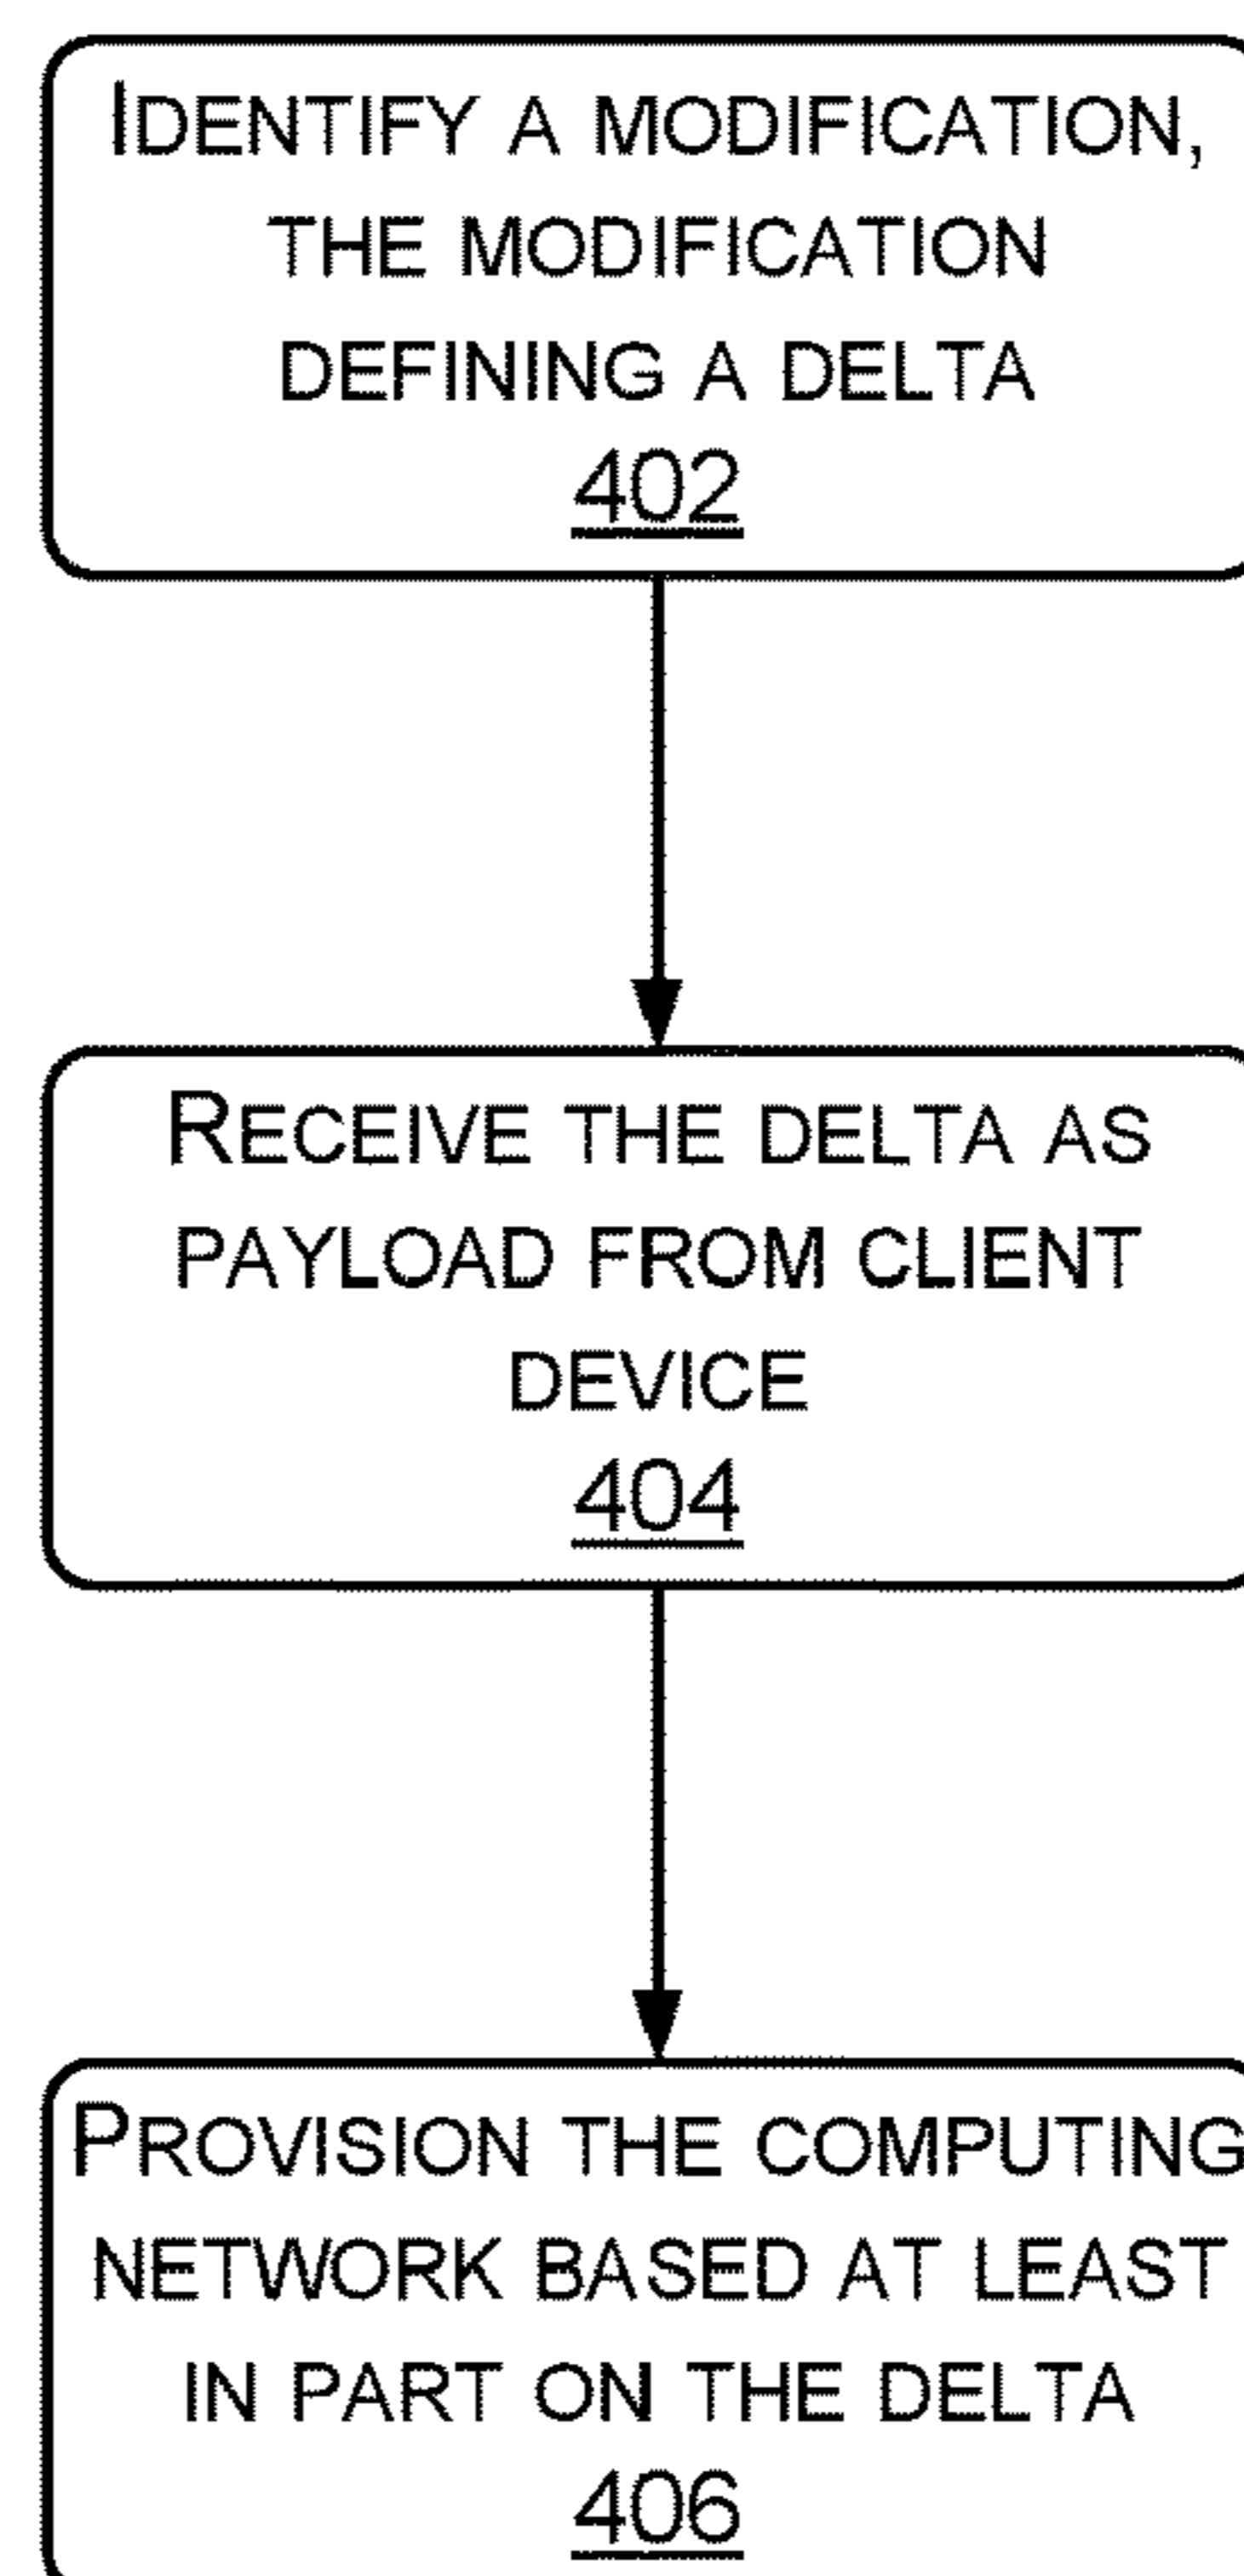 IDENTIFY A MODIFICATION,
THE MODIFICATION
DEFINING A DELTA
402
RECEIVE THE DELTA AS
PAYLOAD FROM CLIENT
DEVICE
404
PROVISION THE COMPUTING
NETWORK BASED AT LEAST
IN PART ON THE DELTA
406